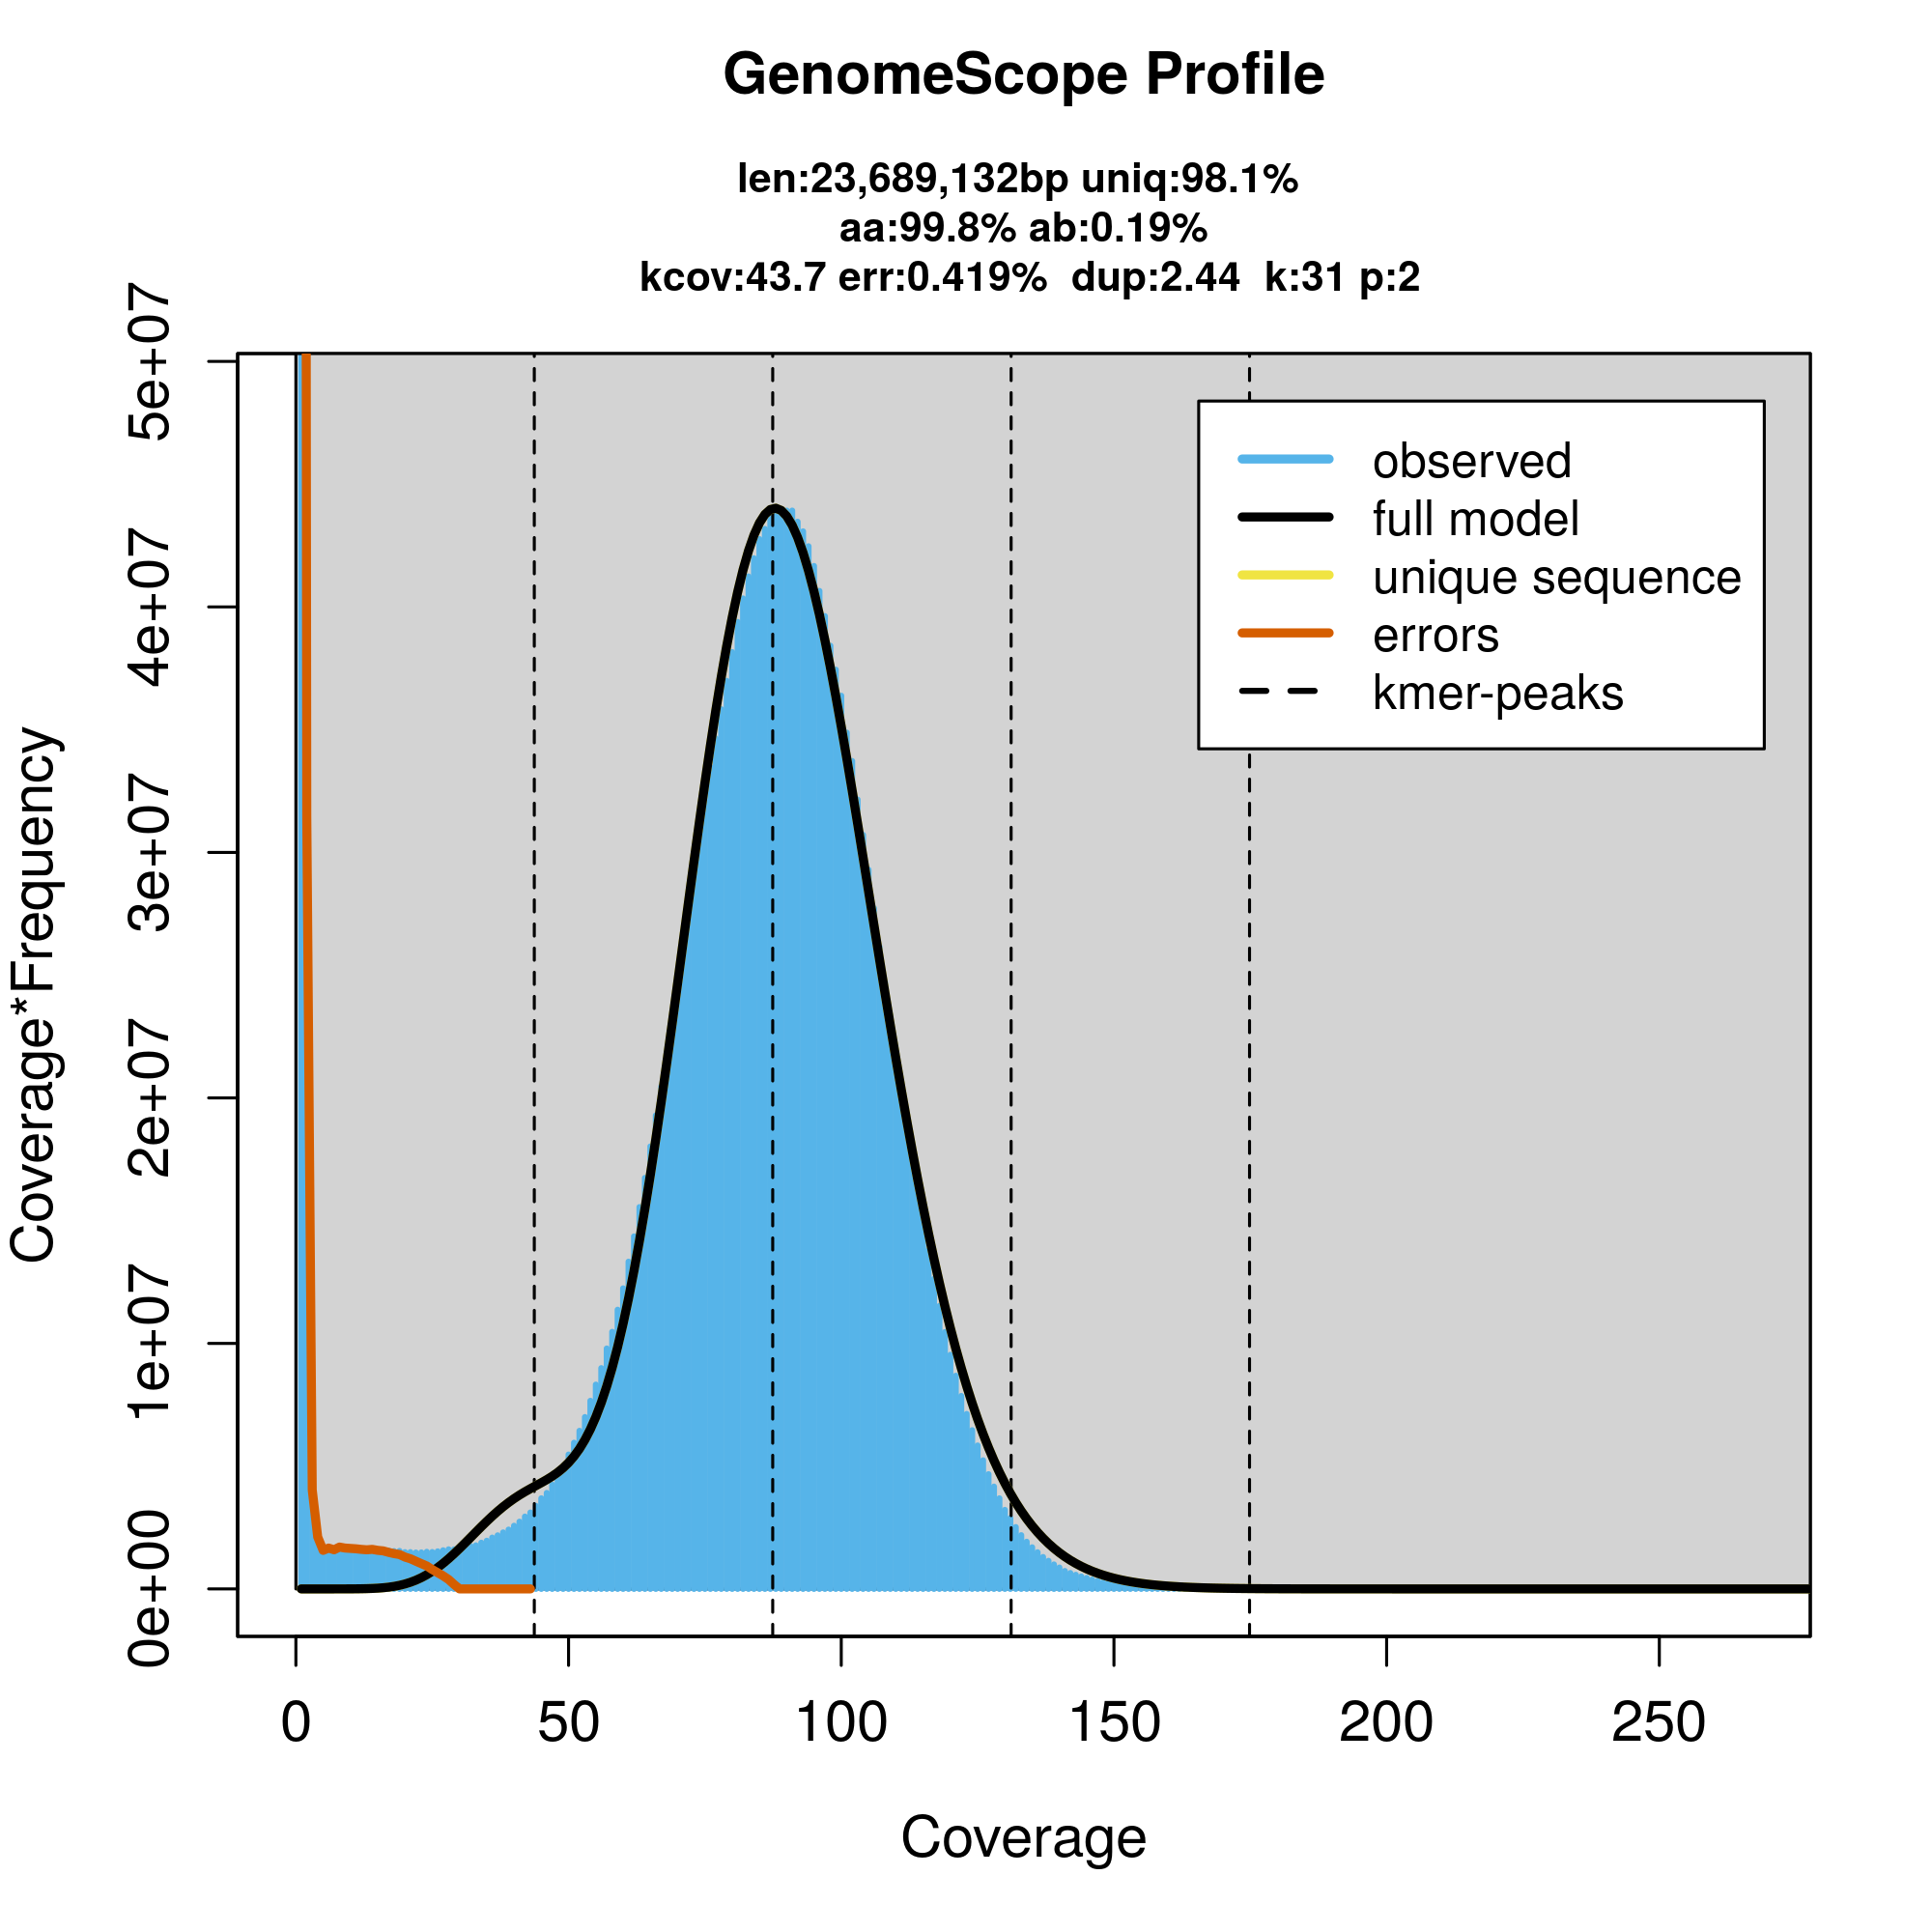 GenomeScope Profile
len:23,689,132bp uniq:98.1%
aa:99.8% ab:0.19%
kcov:43.7 err:0.419%  dup:2.44  k:31 p:2
Coverage*Frequency
5e+07
4e+07
3e+07
2e+07
1e+07
0e+00
observed
full model
unique sequence
errors
kmer-peaks
0
50
100
150
200
250
Coverage